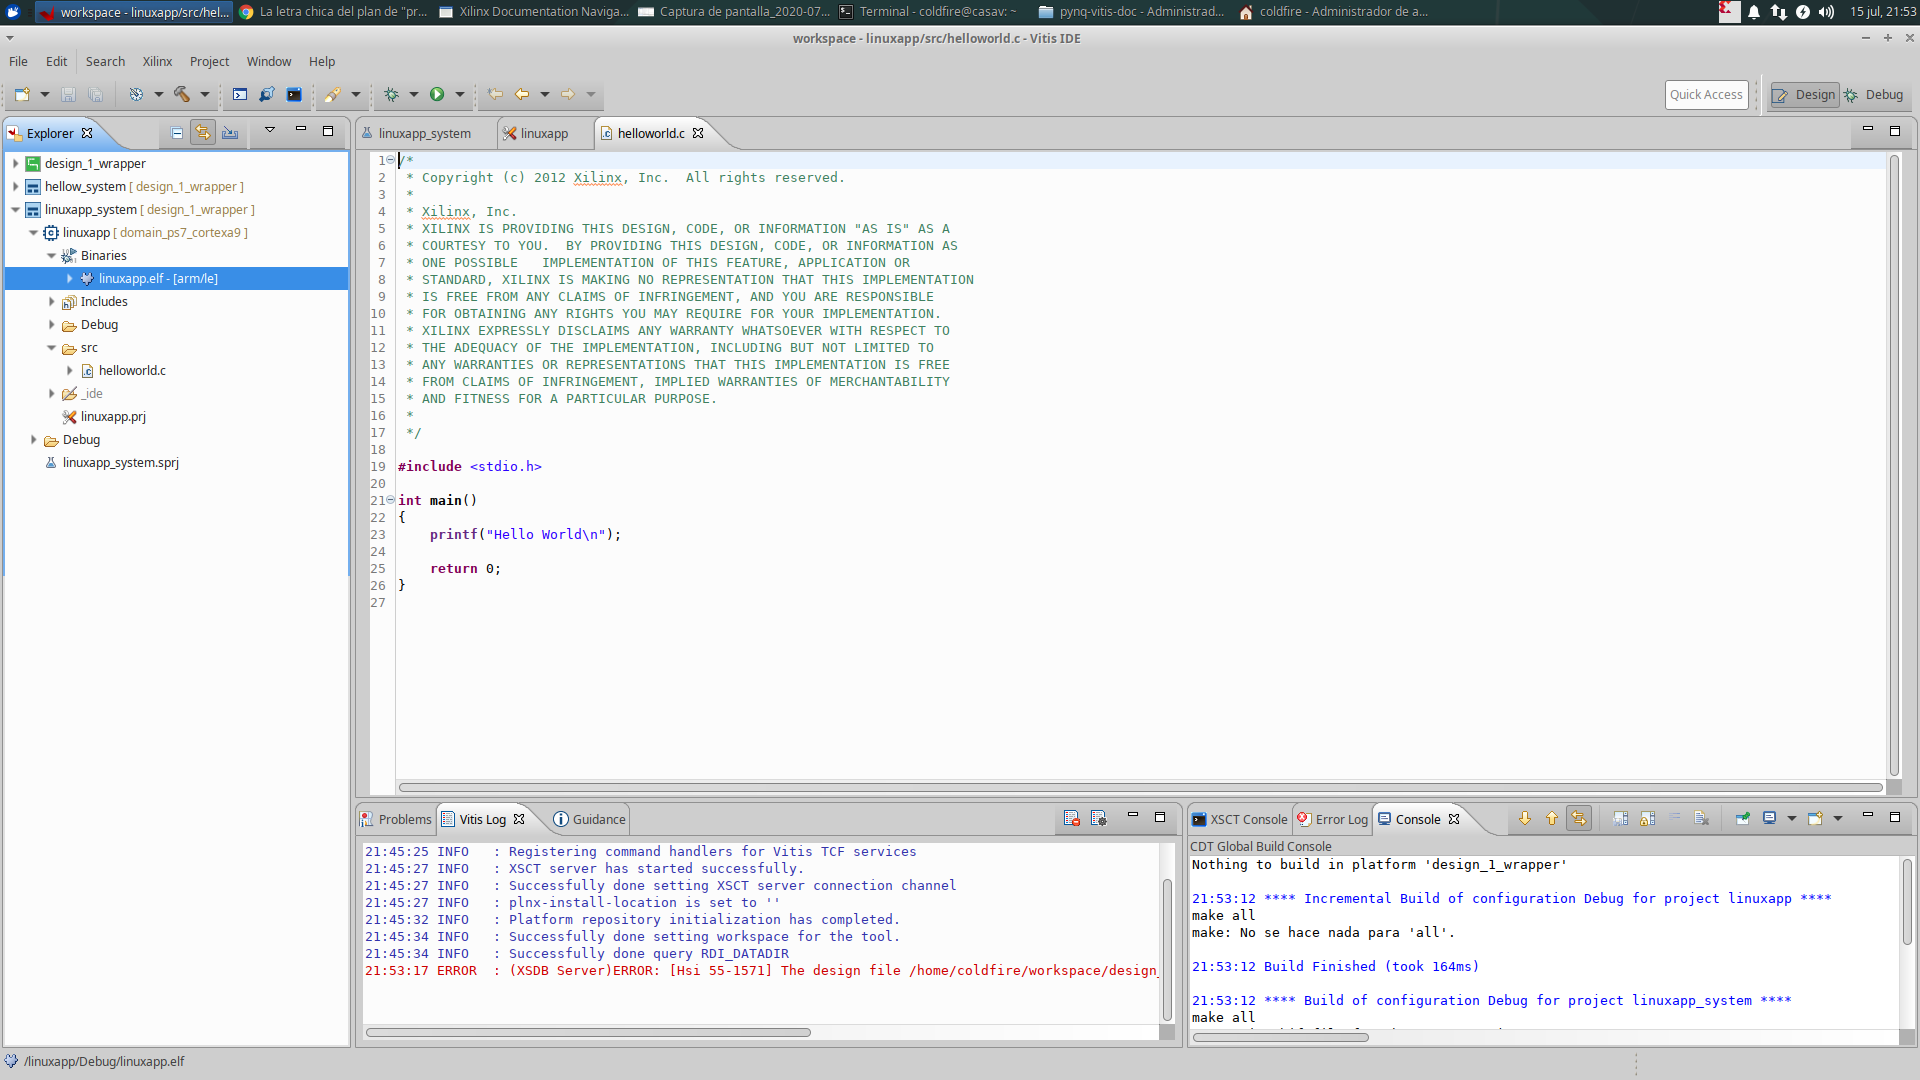 workspace - linuxapp/src/hel...
La letra chica del plan de "pr...
Xilinx Documentation Naviga...
Captura de pantalla_2020-07...
Terminal - coldfire@casav: ~
pynq-vitis-doc - Administrad...
coldfire - Administrador de a...
15 jul, 21:53
workspace - linuxapp/src/helloworld.c - Vitis IDE
File Edit Search Xilinx Project Window Help
Quick Access
Design
Debug
Explorer
design_1_wrapper
hellow_system [ design_1_wrapper ]
linuxapp_system [ design_1_wrapper ]
linuxapp [ domain_ps7_cortexa9 ]
Binaries
linuxapp.elf - [arm/le]
Includes
Debug
src
helloworld.c
_ide
linuxapp.prj
Debug
linuxapp_system.sprj
linuxapp_system
linuxapp
helloworld.c
1 /*
2 * Copyright (c) 2012 Xilinx, Inc.  All rights reserved.
3 *
4 * Xilinx, Inc.
5 * XILINX IS PROVIDING THIS DESIGN, CODE, OR INFORMATION "AS IS" AS A
6 * COURTESY TO YOU.  BY PROVIDING THIS DESIGN, CODE, OR INFORMATION AS
7 * ONE POSSIBLE   IMPLEMENTATION OF THIS FEATURE, APPLICATION OR
8 * STANDARD, XILINX IS MAKING NO REPRESENTATION THAT THIS IMPLEMENTATION
9 * IS FREE FROM ANY CLAIMS OF INFRINGEMENT, AND YOU ARE RESPONSIBLE
10 * FOR OBTAINING ANY RIGHTS YOU MAY REQUIRE FOR YOUR IMPLEMENTATION.
11 * XILINX EXPRESSLY DISCLAIMS ANY WARRANTY WHATSOEVER WITH RESPECT TO
12 * THE ADEQUACY OF THE IMPLEMENTATION, INCLUDING BUT NOT LIMITED TO
13 * ANY WARRANTIES OR REPRESENTATIONS THAT THIS IMPLEMENTATION IS FREE
14 * FROM CLAIMS OF INFRINGEMENT, IMPLIED WARRANTIES OF MERCHANTABILITY
15 * AND FITNESS FOR A PARTICULAR PURPOSE.
16 *
17 */
18
19 #include <stdio.h>
20
21 int main()
22 {
23     printf("Hello World\n");
24
25     return 0;
26 }
27
Problems
Vitis Log
Guidance
21:45:25 INFO   : Registering command handlers for Vitis TCF services
21:45:27 INFO   : XSCT server has started successfully.
21:45:27 INFO   : Successfully done setting XSCT server connection channel
21:45:27 INFO   : plnx-install-location is set to ''
21:45:32 INFO   : Platform repository initialization has completed.
21:45:34 INFO   : Successfully done setting workspace for the tool.
21:45:34 INFO   : Successfully done query RDI_DATADIR
21:53:17 ERROR  : (XSDB Server)ERROR: [Hsi 55-1571] The design file /home/coldfire/workspace/design_
XSCT Console
Error Log
Console
CDT Global Build Console
Nothing to build in platform 'design_1_wrapper'
21:53:12 **** Incremental Build of configuration Debug for project linuxapp ****
make all
make: No se hace nada para 'all'.
21:53:12 Build Finished (took 164ms)
21:53:12 **** Build of configuration Debug for project linuxapp_system ****
make all
/linuxapp/Debug/linuxapp.elf